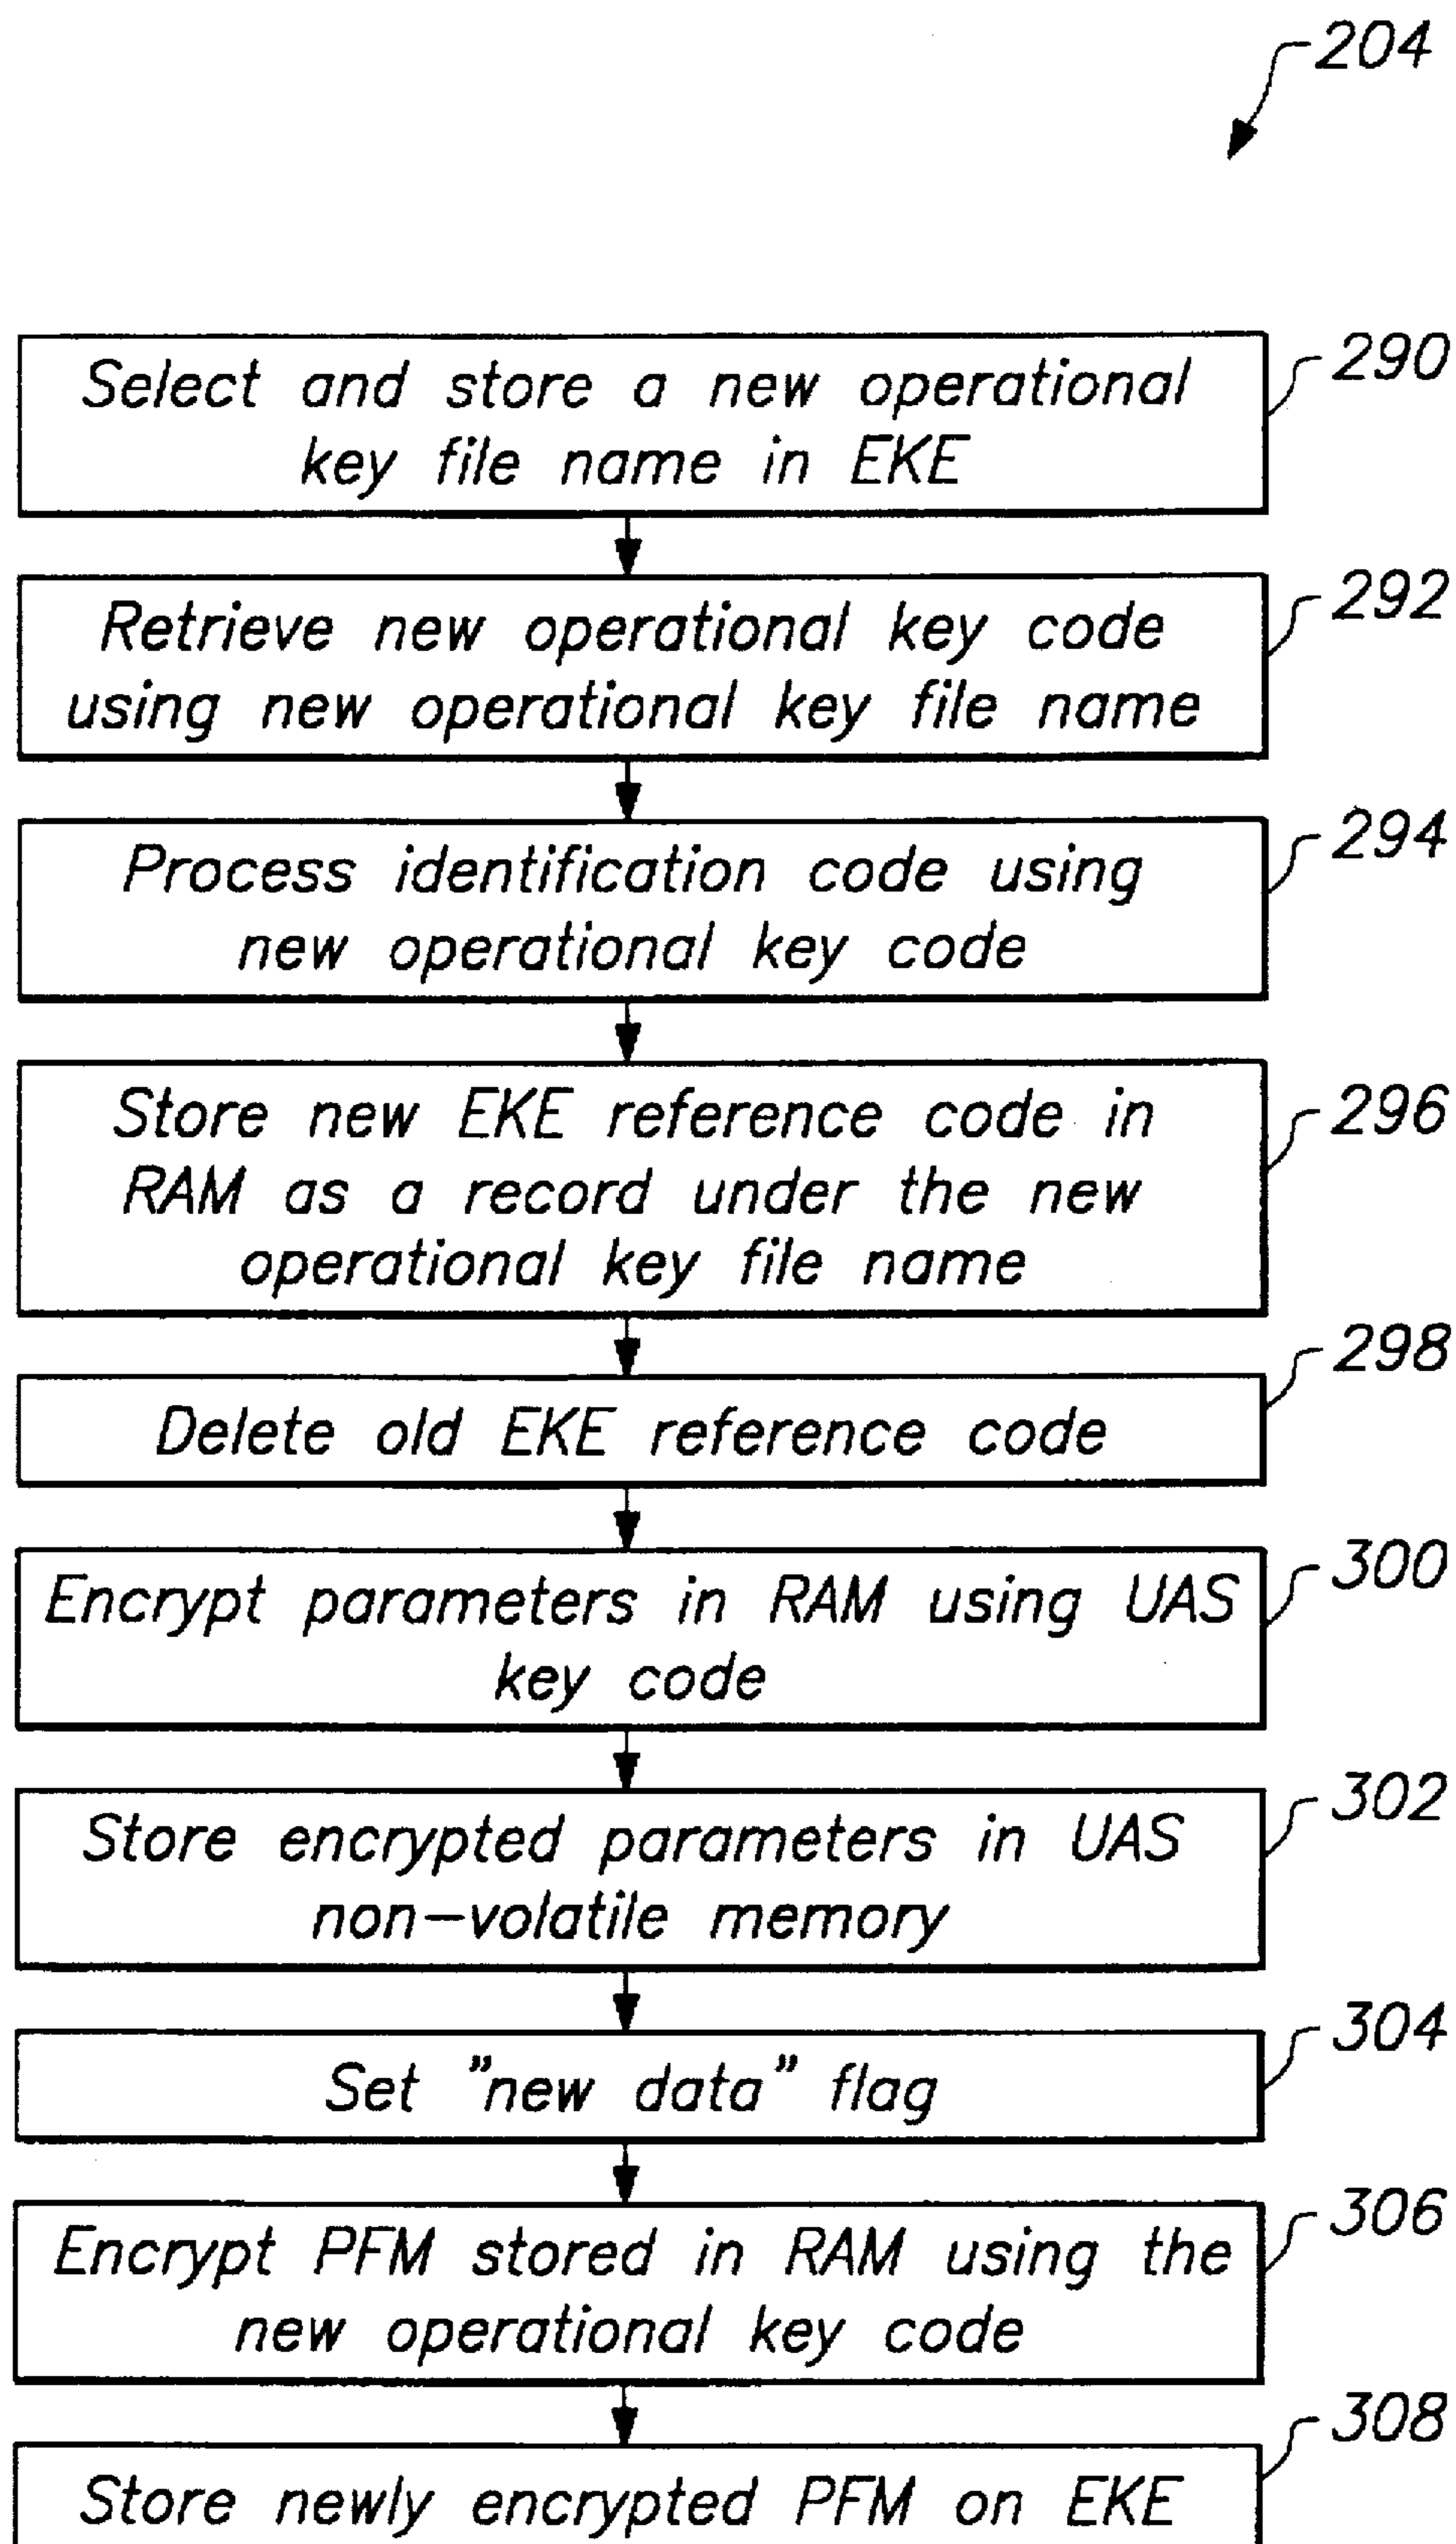 204
290
Select and store a new operational
key file name in EKE
292
Retrieve new operational key code
using new operational key file name
294
Process identification code using
new operational key code
296
Store new EKE reference code in
RAM as a record under the new
operational key file name
298
Delete old EKE reference code
300
Encrypt parameters in RAM using UAS
key code
302
Store encrypted parameters in UAS
non-volatile memory
304
Set "new data" flag
306
Encrypt PFM stored in RAM using the
new operational key code
308
Store newly encrypted PFM on EKE